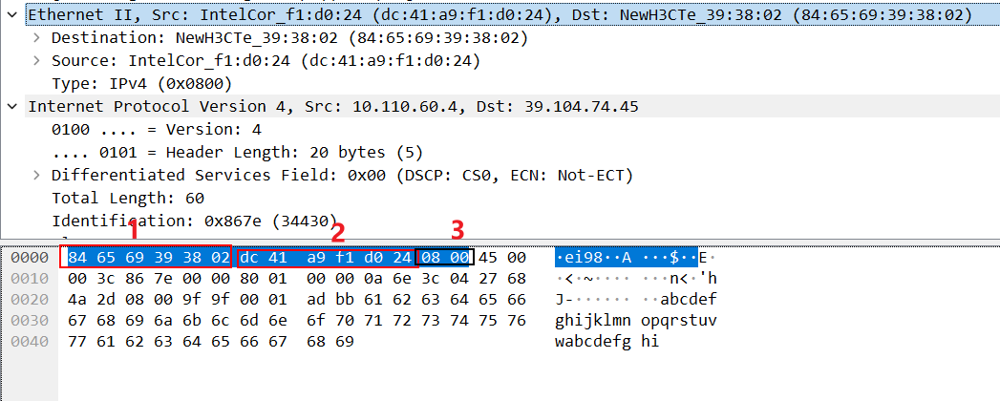 Ethernet II, Src: IntelCor_f1:d0:24 (dc:41:a9:f1:d0:24), Dst: NewH3CTe_39:38:02 (84:65:69:39:38:02)
Destination: NewH3CTe_39:38:02 (84:65:69:39:38:02)
Source: IntelCor_f1:d0:24 (dc:41:a9:f1:d0:24)
Type: IPv4 (0x0800)
Internet Protocol Version 4, Src: 10.110.60.4, Dst: 39.104.74.45
0100 .... = Version: 4
.... 0101 = Header Length: 20 bytes (5)
Differentiated Services Field: 0x00 (DSCP: CS0, ECN: Not-ECT)
Total Length: 60
Identification: 0x867e (34430)
1 2 3
0000 84 65 69 39 38 02 dc 41 a9 f1 d0 24 08 00 45 00 ·ei98··A ···$··E·
0010 00 3c 86 7e 00 00 80 01 00 00 0a 6e 3c 04 27 68 ·<·~···· ···n<·'h
0020 4a 2d 08 00 9f 9f 00 01 ad bb 61 62 63 64 65 66 J-······ ··abcdef
0030 67 68 69 6a 6b 6c 6d 6e 6f 70 71 72 73 74 75 76 ghijklmn opqrstuv
0040 77 61 62 63 64 65 66 67 68 69 wabcdefg hi